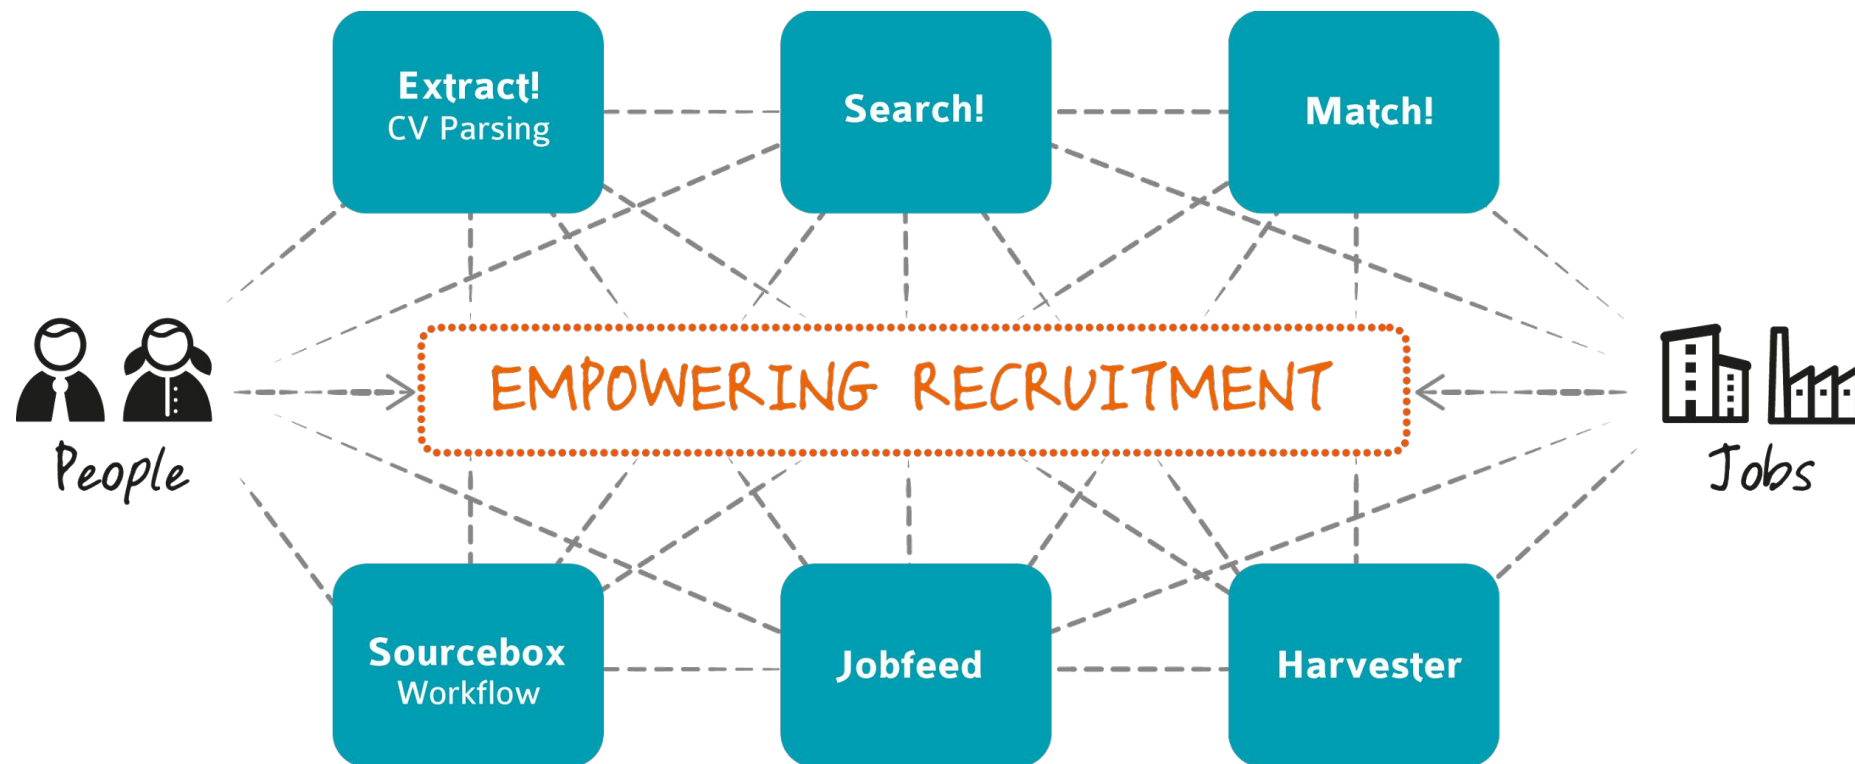 Extract!
CV Parsing
Search!
Match!
EMPOWERING RECRUITMENT
People
Jobs
Sourcebox
Workflow
Jobfeed
Harvester